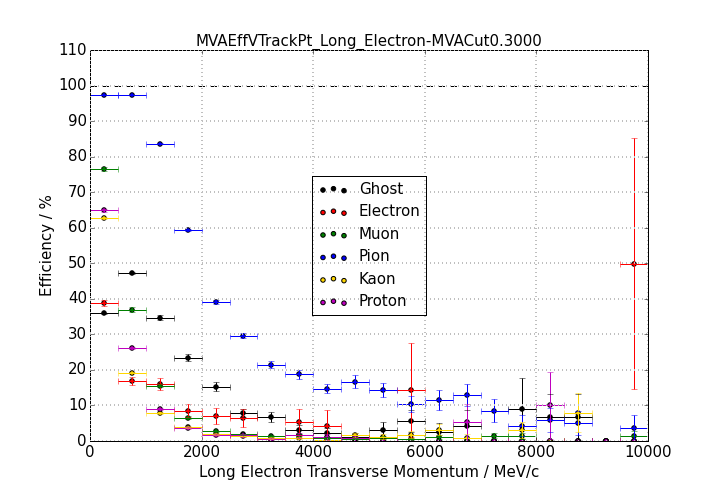 MVAEffVTrackPt_Long_Electron-MVACut0.3000
110
100
90
80
70
60
50
40
30
20
10
0
Efficiency / %
Ghost
Electron
Muon
Pion
Kaon
Proton
0 2000 4000 6000 8000 10000
Long Electron Transverse Momentum / MeV/c